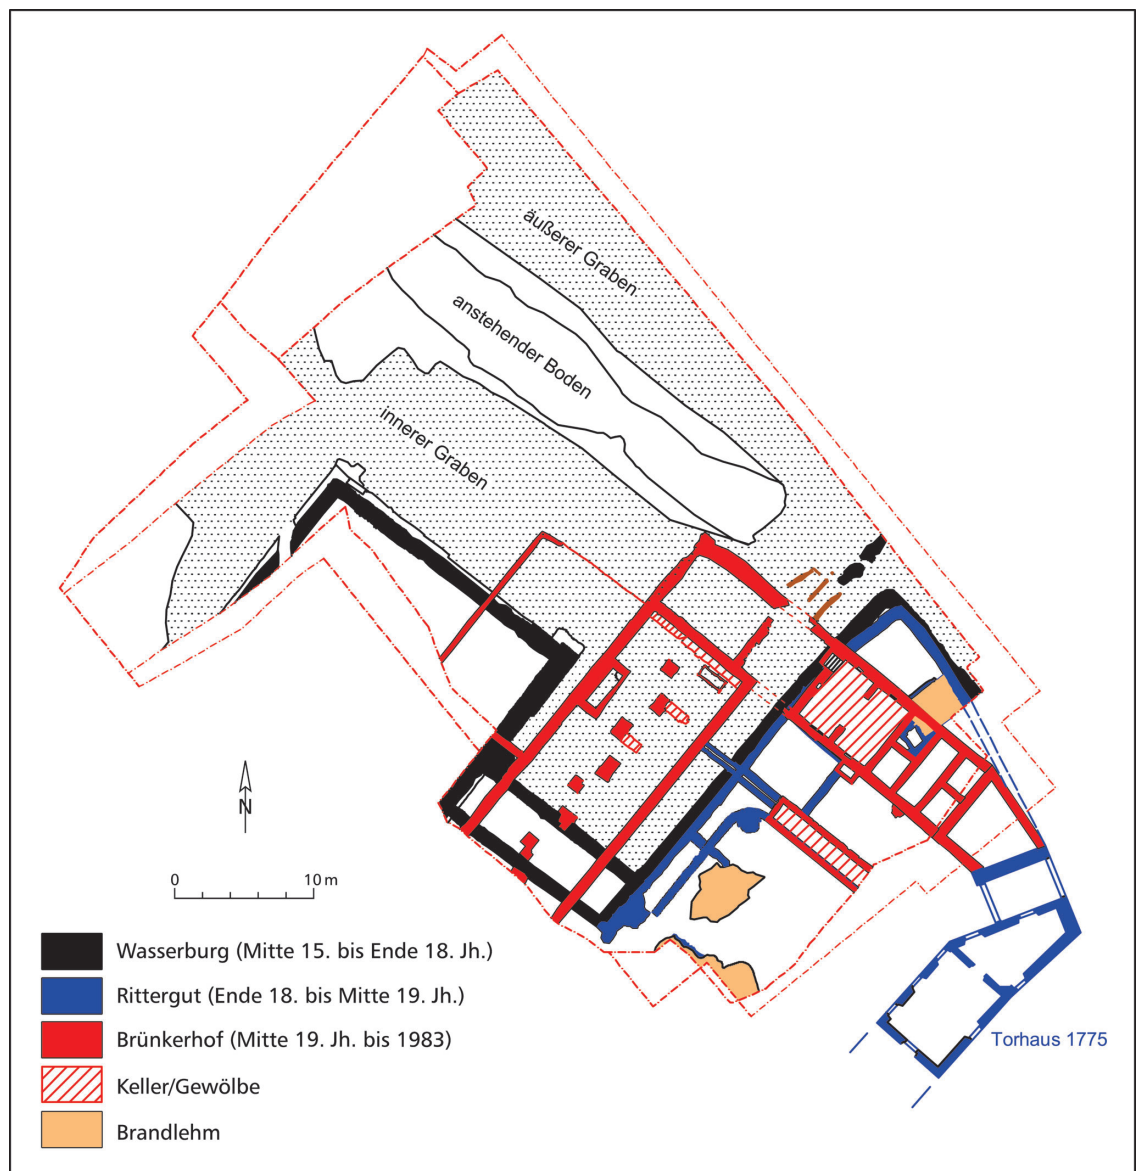 äußerer Graben
anstehender Boden
innerer Graben
N
0 10 m
Wasserburg (Mitte 15. bis Ende 18. Jh.)
Rittergut (Ende 18. bis Mitte 19. Jh.)
Brünkerhof (Mitte 19. Jh. bis 1983)
Torhaus 1775
Keller/Gewölbe
Brandlehm